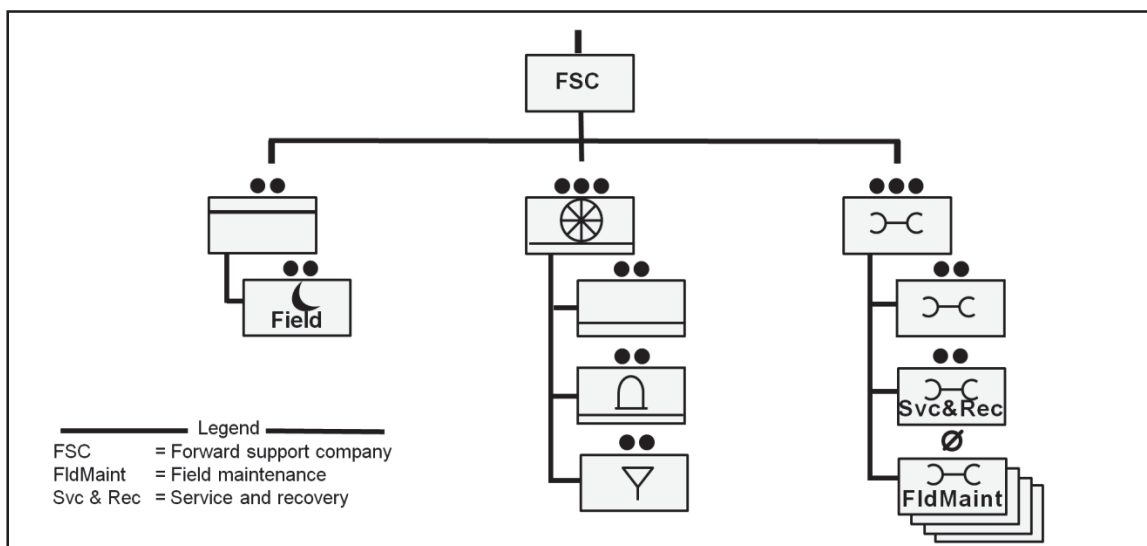 FSC
Field
Svc&Rec
FldMaint
Legend
FSC = Forward support company
FldMaint = Field maintenance
Svc & Rec = Service and recovery